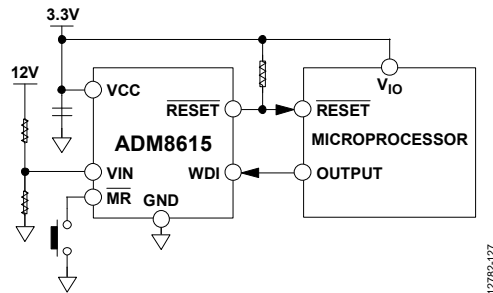 3.3V
12V
VCC
RESET
ADM8615
VIN
WDI
MR
GND
VIO
RESET
MICROPROCESSOR
OUTPUT
12782-127